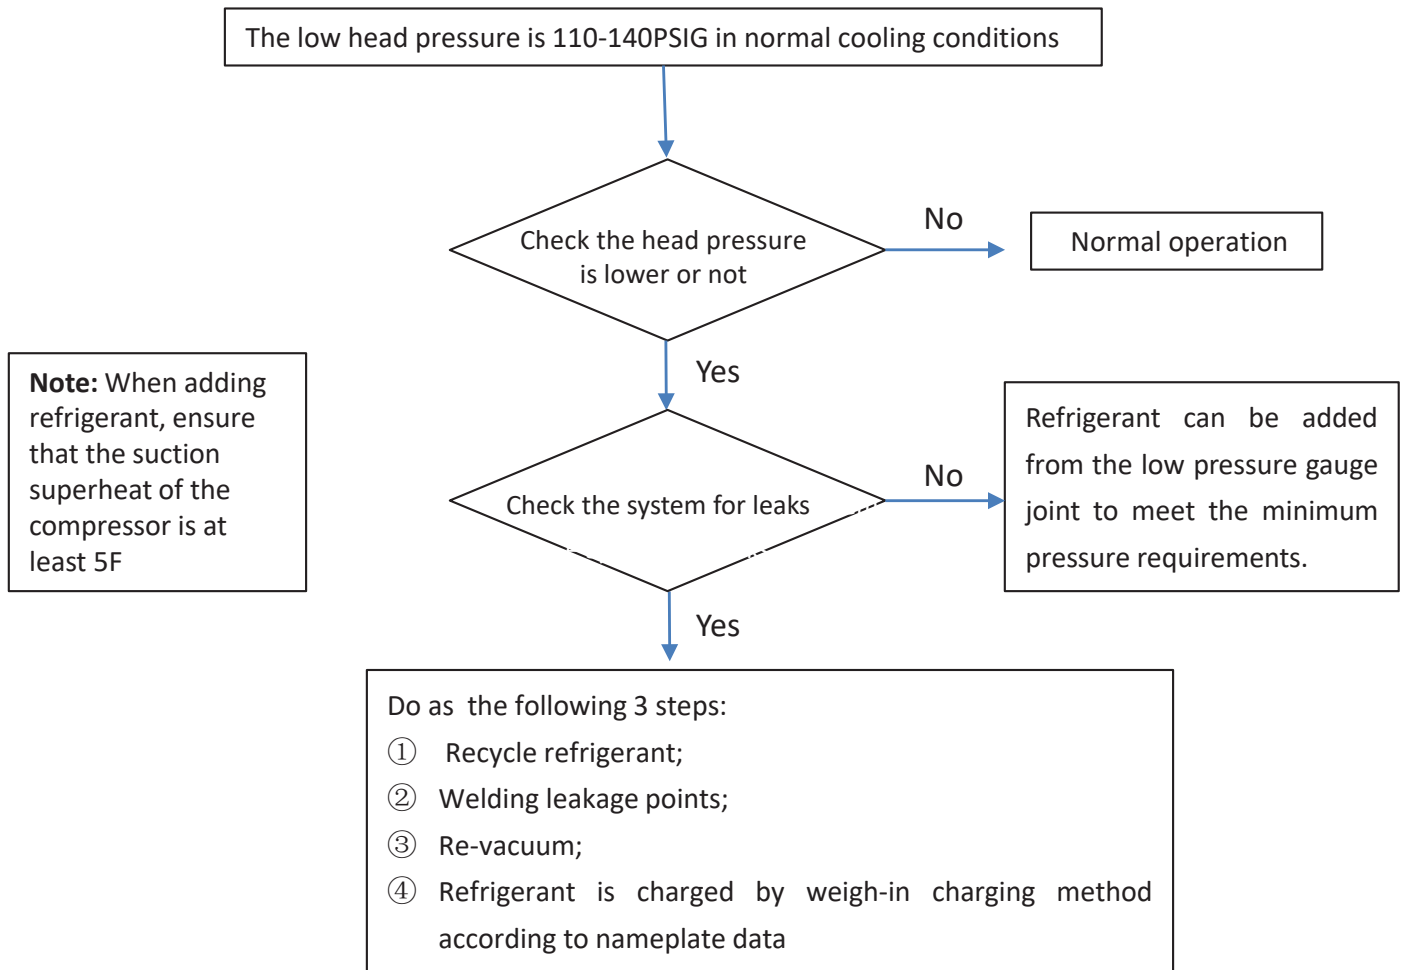 The low head pressure is 110-140PSIG in normal cooling conditions
No
Check the head pressure
is lower or not
Normal operation
Yes
Note: When adding
refrigerant, ensure
that the suction
superheat of the
compressor is at
least 5F
No
Check the system for leaks
Refrigerant can be added
from the low pressure gauge
joint to meet the minimum
pressure requirements.
Yes
Do as the following 3 steps:
① Recycle refrigerant;
② Welding leakage points;
③ Re-vacuum;
④ Refrigerant is charged by weigh-in charging method
according to nameplate data